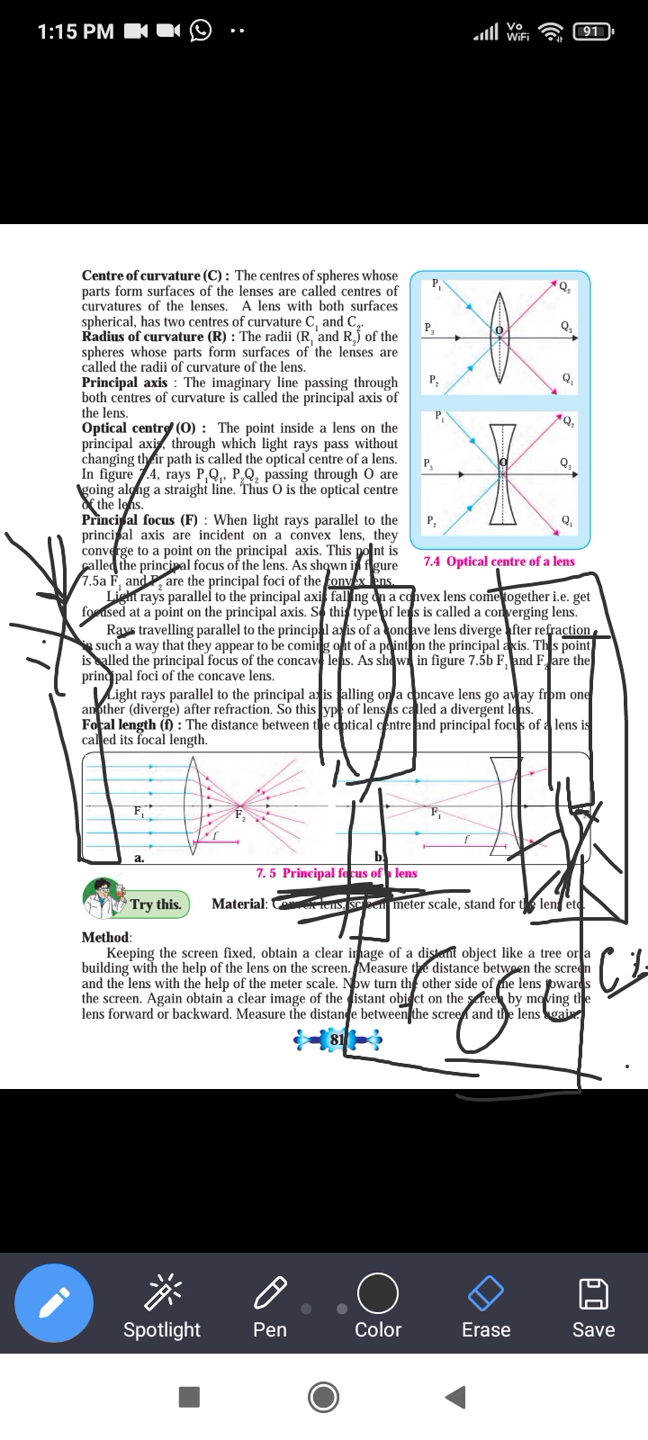 1:15 PM
Vo WiFi 91
Centre of curvature (C) : The centres of spheres whose
parts form surfaces of the lenses are called centres of
curvatures of the lenses. A lens with both surfaces
spherical, has two centres of curvature C₁ and C₂.
Radius of curvature (R) : The radii (R₁ and R₂) of the
spheres whose parts form surfaces of the lenses are
called the radii of curvature of the lens.
Principal axis : The imaginary line passing through
both centres of curvature is called the principal axis of
the lens.
Optical centre (O) : The point inside a lens on the
principal axis, through which light rays pass without
changing their path is called the optical centre of a lens.
In figure 7.4, rays P₁Q₁, P₂Q₂ passing through O are
going along a straight line. Thus O is the optical centre
of the lens.
Principal focus (F) : When light rays parallel to the
principal axis are incident on a convex lens, they
converge to a point on the principal axis. This point is
called the principal focus of the lens. As shown in figure
7.5a F₁ and F₂ are the principal foci of the convex lens.
P₁ Q₂
P₃ O Q₃
P₂ Q₁
P₁ Q₂
P₃ O Q₃
P₂ Q₁
7.4 Optical centre of a lens
Light rays parallel to the principal axis falling on a convex lens come together i.e. get
focused at a point on the principal axis. So this type of lens is called a converging lens.
Rays travelling parallel to the principal axis of a concave lens diverge after refraction
in such a way that they appear to be coming out of a point on the principal axis. This point
is called the principal focus of the concave lens. As shown in figure 7.5b F₁ and F₂ are the
principal foci of the concave lens.
Light rays parallel to the principal axis falling on a concave lens go away from one
another (diverge) after refraction. So this type of lens is called a divergent lens.
Focal length (f) : The distance between the optical centre and principal focus of a lens is
called its focal length.
F₁ F₂ F₁
f f
a. b.
7. 5 Principal focus of a lens
Try this. Material: Convex lens, screen, meter scale, stand for the lens etc.
Method:
Keeping the screen fixed, obtain a clear image of a distant object like a tree or a
building with the help of the lens on the screen. Measure the distance between the screen
and the lens with the help of the meter scale. Now turn the other side of the lens towards
the screen. Again obtain a clear image of the distant object on the screen by moving the
lens forward or backward. Measure the distance between the screen and the lens again.
81
Spotlight Pen Color Erase Save